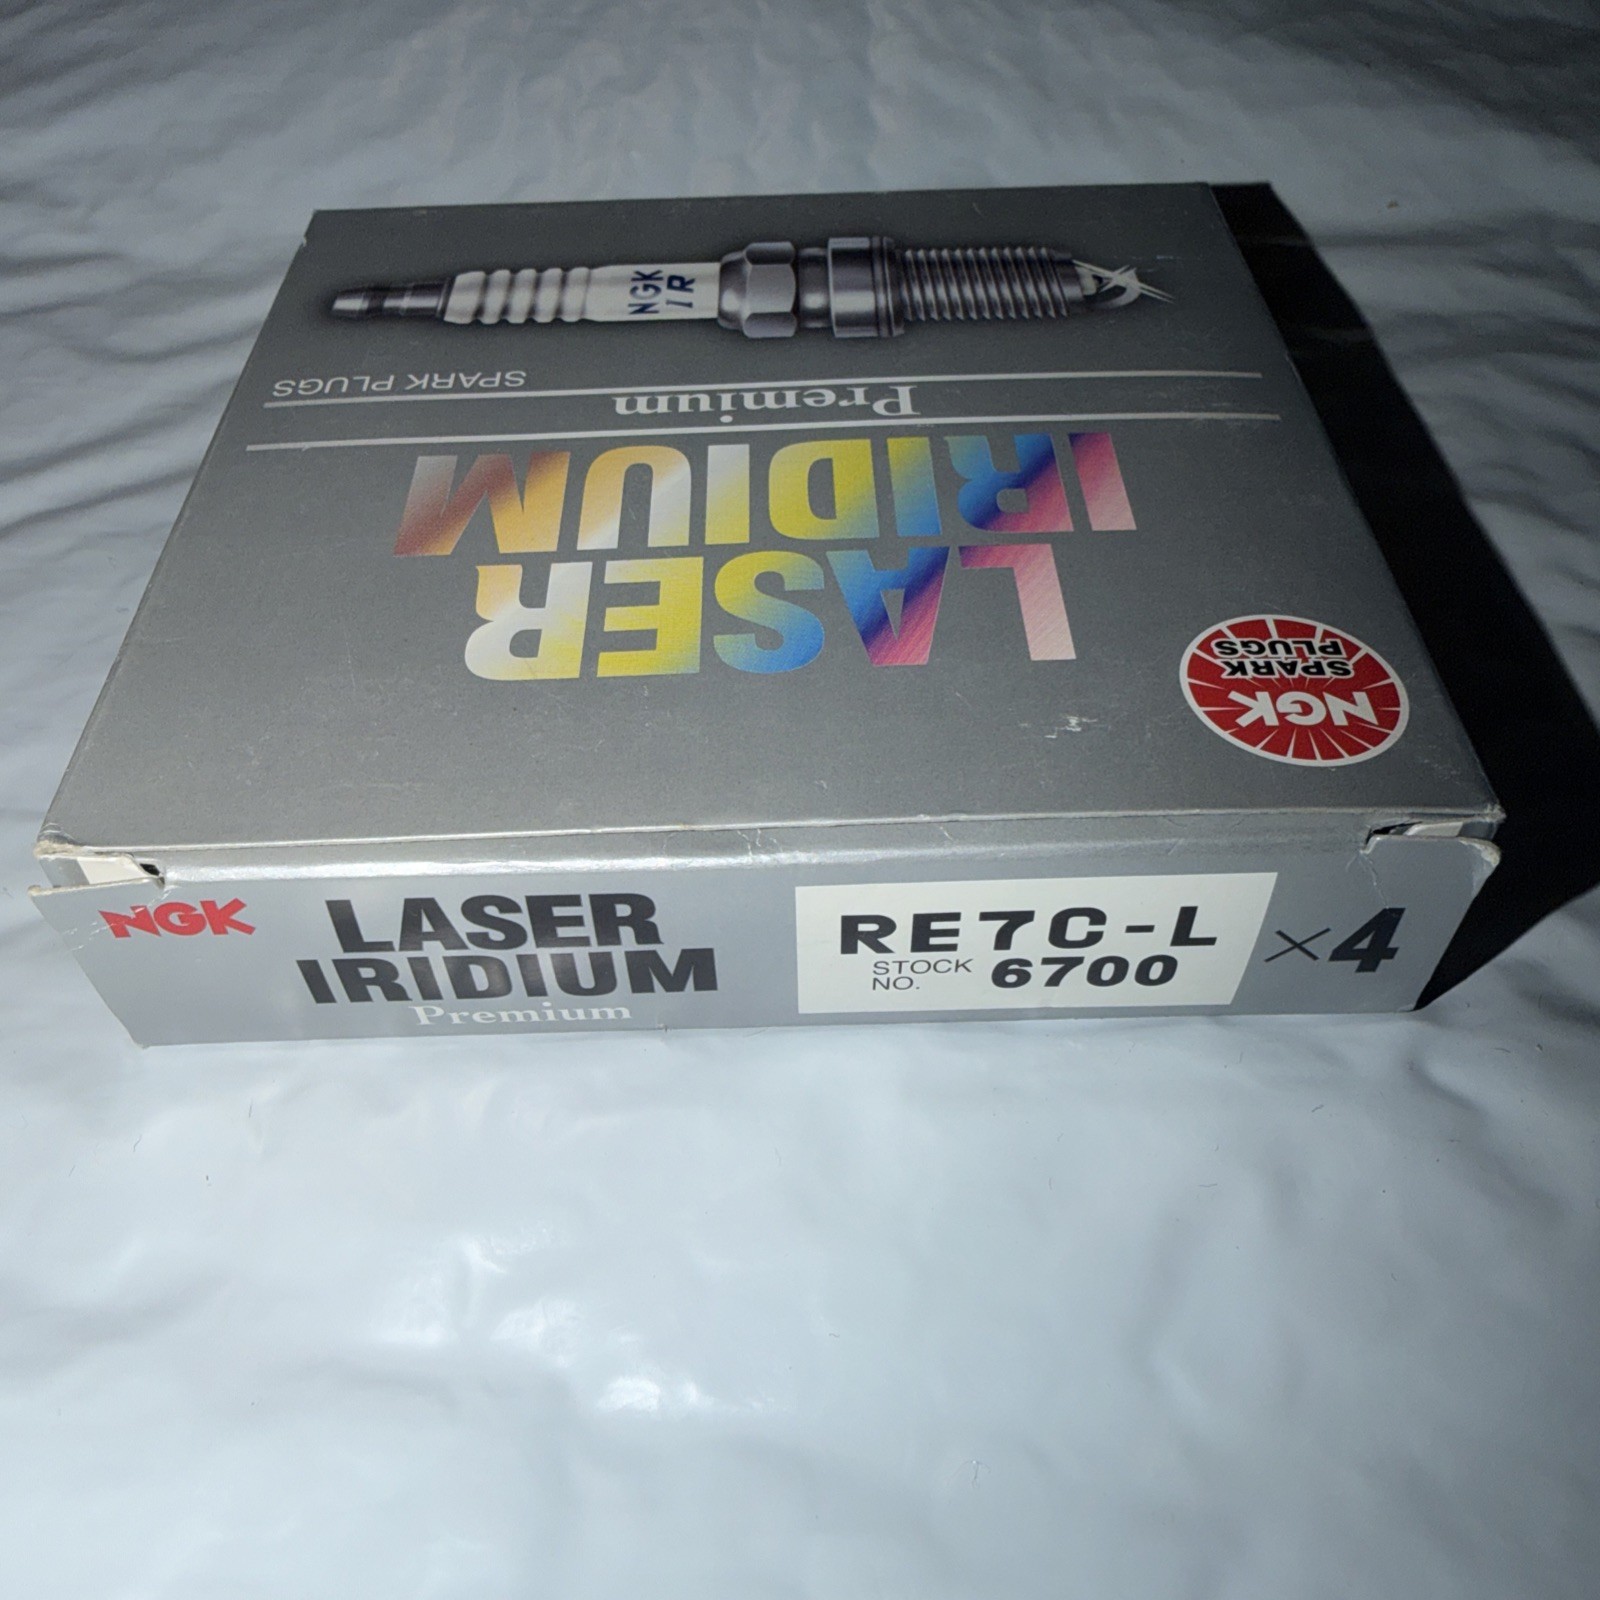 NGK
IR
SPARK PLUGS
Premium
LASER
IRIDIUM
NGK
SPARK
PLUGS
NGK
LASER
IRIDIUM
Premium
RE7C-L
STOCK NO. 6700
×4